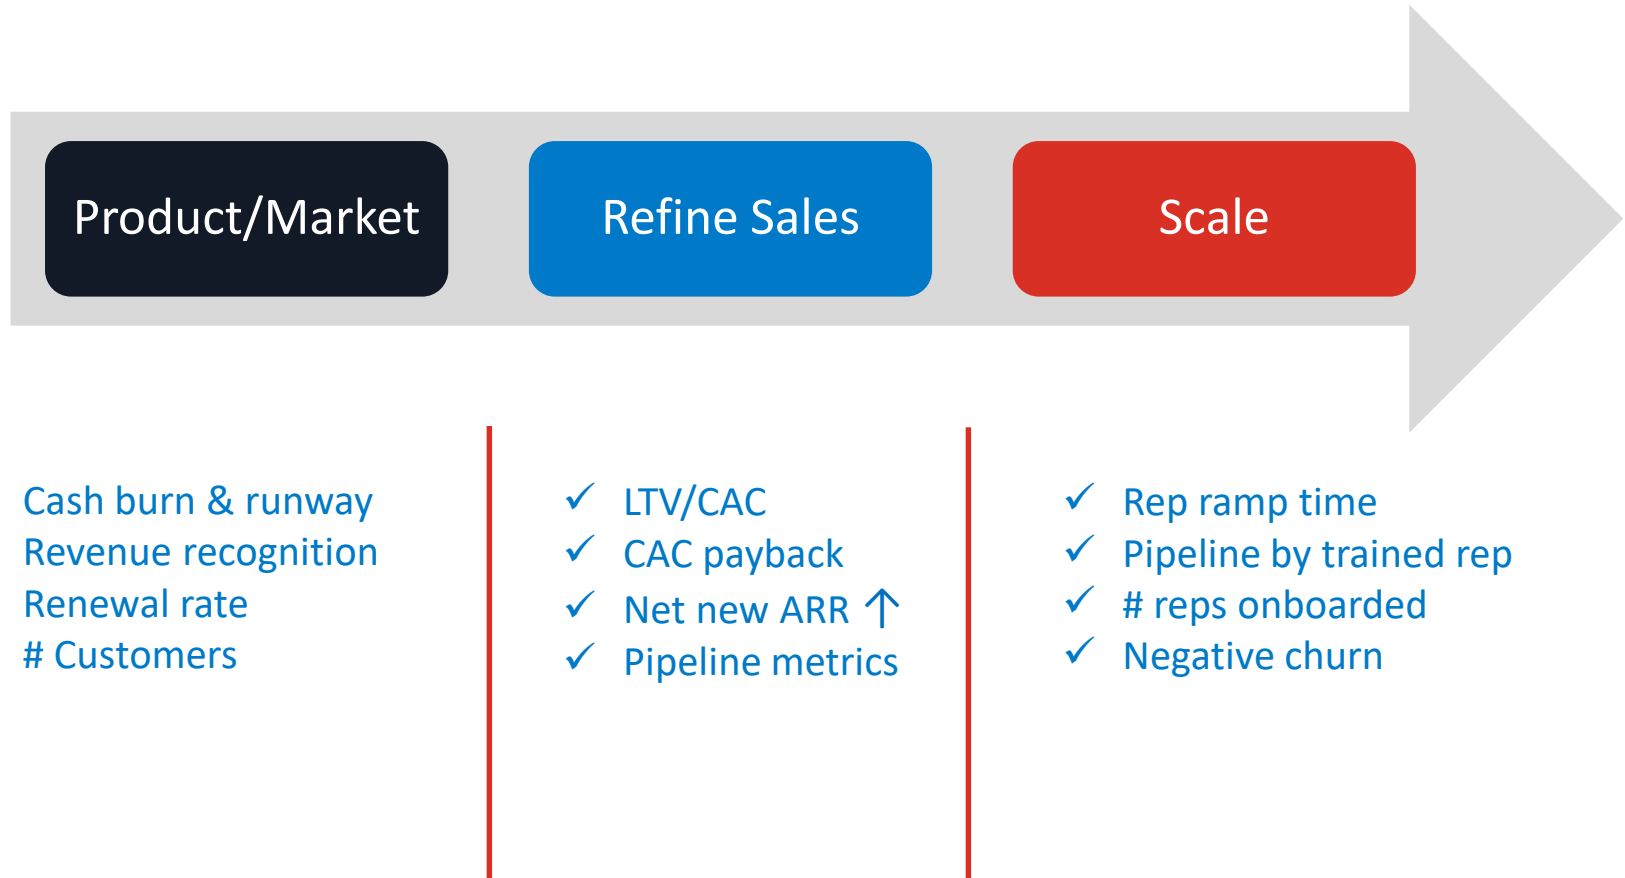 Product/Market
Refine Sales
Scale
Cash burn & runway
Revenue recognition
Renewal rate
# Customers
✓ LTV/CAC
✓ CAC payback
✓ Net new ARR ↑
✓ Pipeline metrics
✓ Rep ramp time
✓ Pipeline by trained rep
✓ # reps onboarded
✓ Negative churn